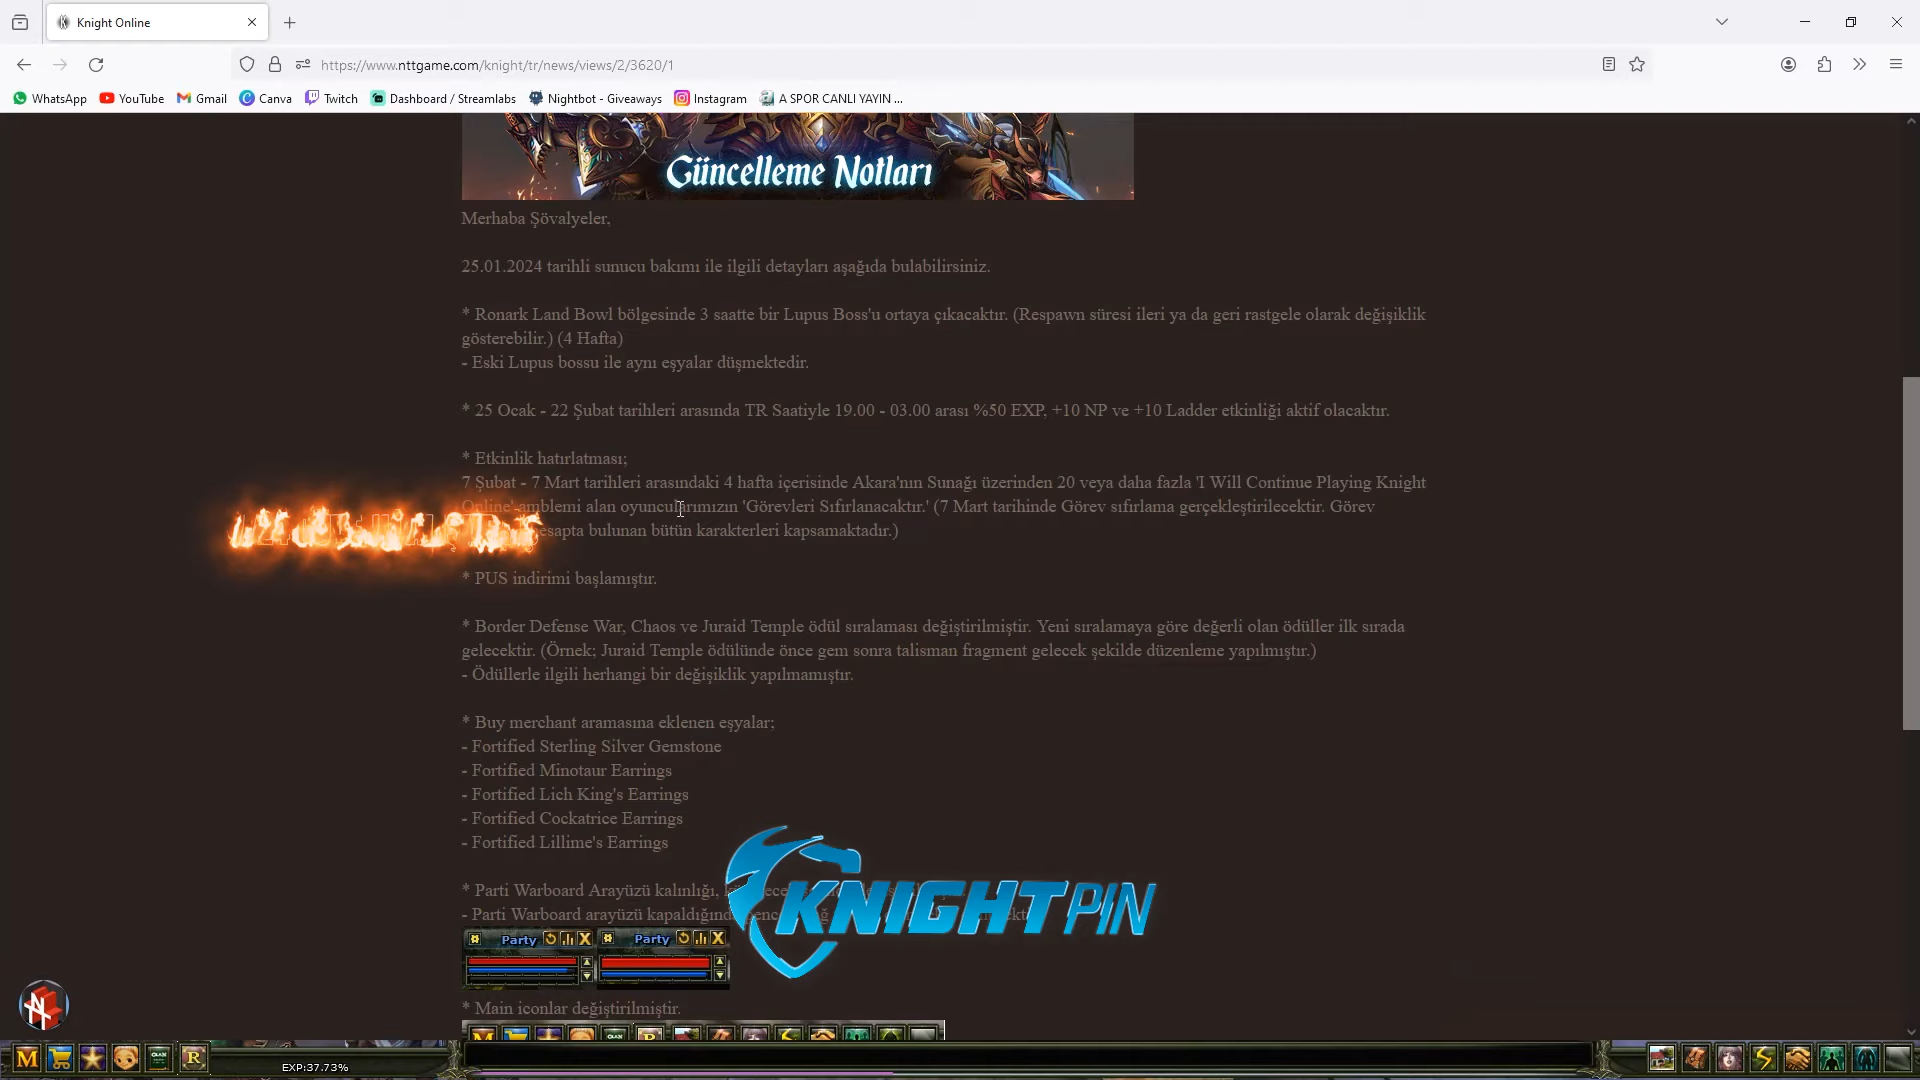 Knight Online
https://www.nttgame.com/knight/tr/news/views/2/3620/1
WhatsApp YouTube Gmail Canva Twitch Dashboard / Streamlabs Nightbot - Giveaways Instagram A SPOR CANLI YAYIN ...
Güncelleme Notları
Merhaba Şövalyeler,
25.01.2024 tarihli sunucu bakımı ile ilgili detayları aşağıda bulabilirsiniz.
* Ronark Land Bowl bölgesinde 3 saatte bir Lupus Boss'u ortaya çıkacaktır. (Respawn süresi ileri ya da geri rastgele olarak değişiklik
gösterebilir.) (4 Hafta)
- Eski Lupus bossu ile aynı eşyalar düşmektedir.
* 25 Ocak - 22 Şubat tarihleri arasında TR Saatiyle 19.00 - 03.00 arası %50 EXP, +10 NP ve +10 Ladder etkinliği aktif olacaktır.
* Etkinlik hatırlatması;
7 Şubat - 7 Mart tarihleri arasındaki 4 hafta içerisinde Akara'nın Sunağı üzerinden 20 veya daha fazla 'I Will Continue Playing Knight
Online' amblemi alan oyuncularımızın 'Görevleri Sıfırlanacaktır.' (7 Mart tarihinde Görev sıfırlama gerçekleştirilecektir. Görev
hesapta bulunan bütün karakterleri kapsamaktadır.)
* PUS indirimi başlamıştır.
* Border Defense War, Chaos ve Juraid Temple ödül sıralaması değiştirilmiştir. Yeni sıralamaya göre değerli olan ödüller ilk sırada
gelecektir. (Örnek; Juraid Temple ödülünde önce gem sonra talisman fragment gelecek şekilde düzenleme yapılmıştır.)
- Ödüllerle ilgili herhangi bir değişiklik yapılmamıştır.
* Buy merchant aramasına eklenen eşyalar;
- Fortified Sterling Silver Gemstone
- Fortified Minotaur Earrings
- Fortified Lich King's Earrings
- Fortified Cockatrice Earrings
- Fortified Lillime's Earrings
* Parti Warboard Arayüzü kalınlığı,
- Parti Warboard arayüzü
KNIGHT PIN
Party Party
* Main iconlar değiştirilmiştir.
EXP:37.73%